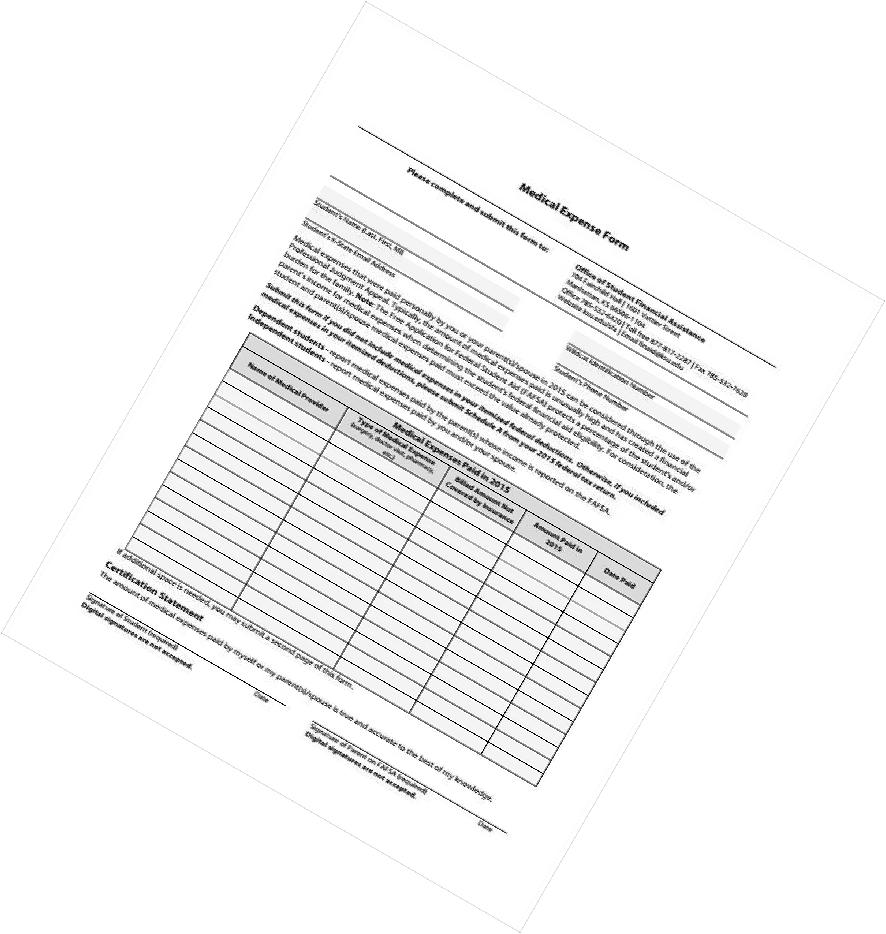 Medical Expense Form
Please complete and submit this form to:
Office of Student Financial Assistance
104 Fairchild Hall | 1601 Vattier Street
Manhattan, KS 66506-1104
Office 785-532-6420 | Toll Free 877-817-2287 | Fax 785-532-7628
Website k-state.edu/sfa | Email finaid@ksu.edu
Student's Name (Last, First, MI)
Wildcat Identification Number
Student's K-State Email Address
Student's Phone Number
Medical expenses that were paid personally by you or your parent(s)/spouse in 2015 can be considered through the use of the
Professional Judgment Appeal. Typically, the amount of medical expenses paid is unusually high and has created a financial
burden for the family. Note: The Free Application for Federal Student Aid (FAFSA) protects a percentage of the student's and/or
parent's income for medical expenses when determining the student's federal financial aid eligibility. For consideration, the
student and parent(s)/spouse medical expenses paid must exceed the value already protected.
Submit this form if you did not include medical expenses in your itemized federal deductions. Otherwise, if you included
medical expenses in your itemized deductions, please submit Schedule A from your 2015 federal tax return.
Dependent students - report medical expenses paid by the parent(s) whose income is reported on the FAFSA.
Independent students - report medical expenses paid by you and/or your spouse.
Medical Expenses Paid in 2015
Name of Medical Provider
Type of Medical Expense
(surgery, doctor visit, pharmacy,
etc.)
Billed Amount Not
Covered by Insurance
Amount Paid in
2015
Date Paid
If additional space is needed, you may submit a second page of this form.
Certification Statement
The amount of medical expenses paid by myself or my parent(s)/spouse is true and accurate to the best of my knowledge.
Signature of Student (required)
Date
Digital signatures are not accepted.
Signature of Parent on FAFSA (required)
Date
Digital signatures are not accepted.